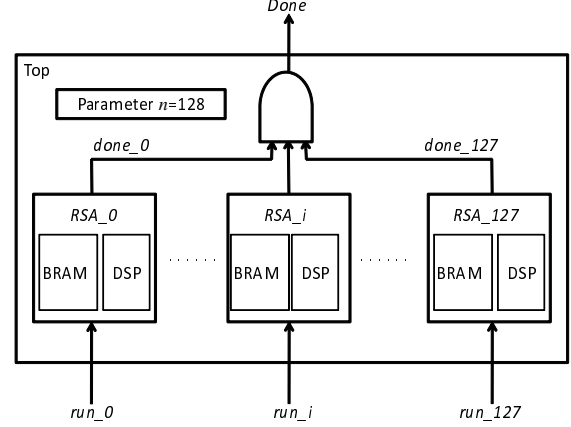 Done
Top
Parameter n=128
done_0 done_127
RSA_0 RSA_i RSA_127
BRAM DSP ...... BRAM DSP ...... BRAM DSP
run_0 run_i run_127